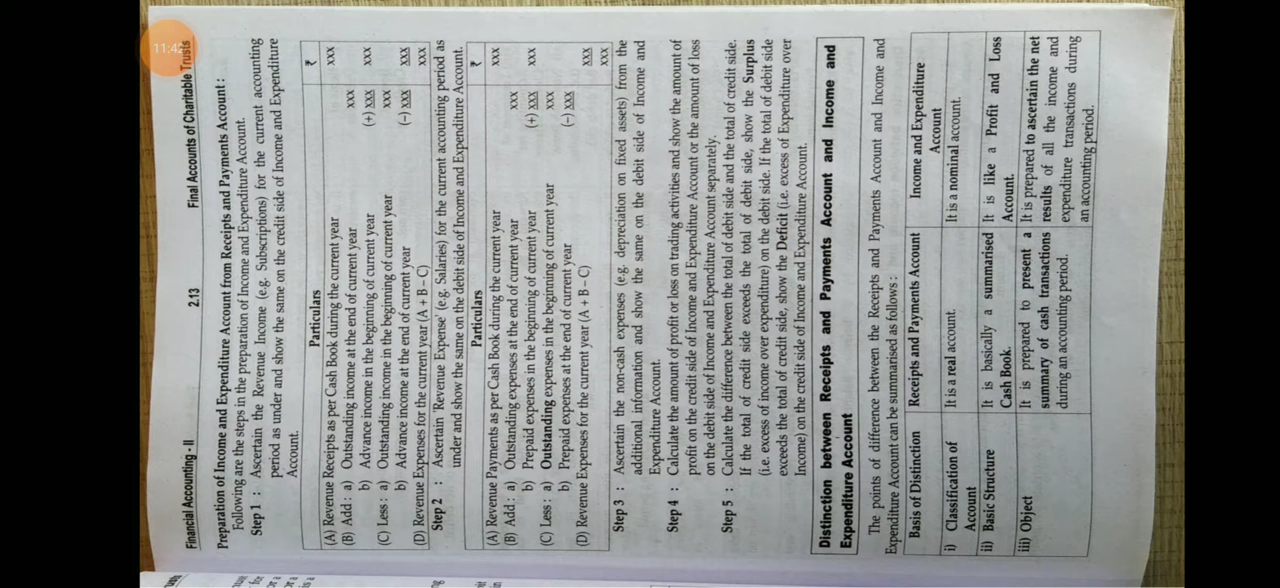 11:42
Financial Accounting - II 2.13 Final Accounts of Charitable Trusts
Preparation of Income and Expenditure Account from Receipts and Payments Account :
Following are the steps in the preparation of Income and Expenditure Account.
Step 1 : Ascertain the Revenue Income (e.g. Subscriptions) for the current accounting
period as under and show the same on the credit side of Income and Expenditure
Account.
Particulars ₹
(A) Revenue Receipts as per Cash Book during the current year xxx
(B) Add : a) Outstanding income at the end of current year xxx
b) Advance income in the beginning of current year (+) xxx xxx
(C) Less : a) Outstanding income in the beginning of current year xxx
b) Advance income at the end of current year (–) xxx xxx
(D) Revenue Expenses for the current year (A + B – C) xxx
Step 2 : Ascertain 'Revenue Expense' (e.g. Salaries) for the current accounting period as
under and show the same on the debit side of Income and Expenditure Account.
Particulars ₹
(A) Revenue Payments as per Cash Book during the current year xxx
(B) Add : a) Outstanding expenses at the end of current year xxx
b) Prepaid expenses in the beginning of current year (+) xxx xxx
(C) Less : a) Outstanding expenses in the beginning of current year xxx
b) Prepaid expenses at the end of current year (–) xxx xxx
(D) Revenue Expenses for the current year (A + B – C) xxx
Step 3 : Ascertain the non-cash expenses (e.g. depreciation on fixed assets) from the
additional information and show the same on the debit side of Income and
Expenditure Account.
Step 4 : Calculate the amount of profit or loss on trading activities and show the amount of
profit on the credit side of Income and Expenditure Account or the amount of loss
on the debit side of Income and Expenditure Account separately.
Step 5 : Calculate the difference between the total of debit side and the total of credit side.
If the total of credit side exceeds the total of debit side, show the Surplus
(i.e. excess of income over expenditure) on the debit side. If the total of debit side
exceeds the total of credit side, show the Deficit (i.e. excess of Expenditure over
Income) on the credit side of Income and Expenditure Account.
Distinction between Receipts and Payments Account and Income and
Expenditure Account
The points of difference between the Receipts and Payments Account and Income and
Expenditure Account can be summarised as follows :
Basis of Distinction Receipts and Payments Account Income and Expenditure
Account
i) Classification of It is a real account. It is a nominal account.
Account
ii) Basic Structure It is basically a summarised It is like a Profit and Loss
Cash Book. Account.
iii) Object It is prepared to present a It is prepared to ascertain the net
summary of cash transactions results of all the income and
during an accounting period. expenditure transactions during
an accounting period.